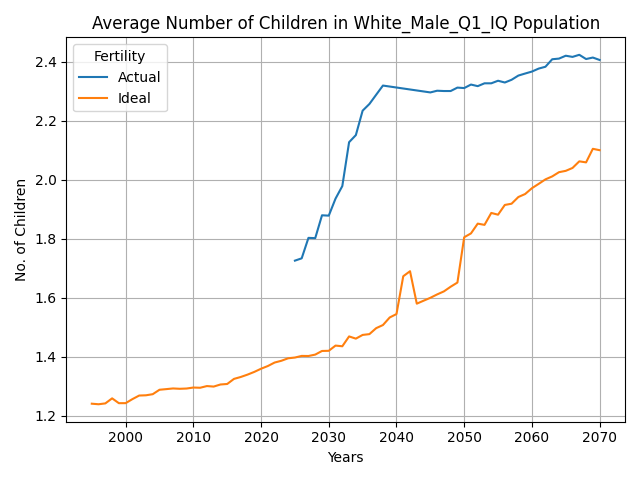 Average Number of Children in White_Male_Q1_IQ Population
Fertility
Actual
Ideal
No. of Children
2.4
2.2
2.0
1.8
1.6
1.4
1.2
2000 2010 2020 2030 2040 2050 2060 2070
Years